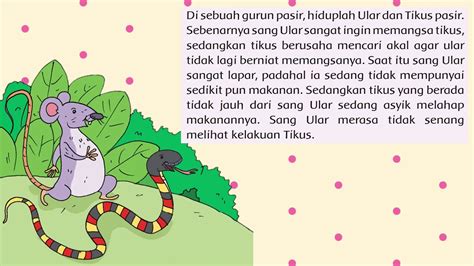 Di sebuah gurun pasir, hiduplah Ular dan Tikus pasir.
Sebenarnya sang Ular sangat ingin memangsa tikus,
sedangkan tikus berusaha mencari akal agar ular
tidak lagi berniat memangsanya. Saat itu sang Ular
sangat lapar, padahal ia sedang tidak mempunyai
sedikit pun makanan. Sedangkan tikus yang berada
tidak jauh dari sang Ular sedang asyik melahap
makanannya. Sang Ular merasa tidak senang
melihat kelakuan Tikus.